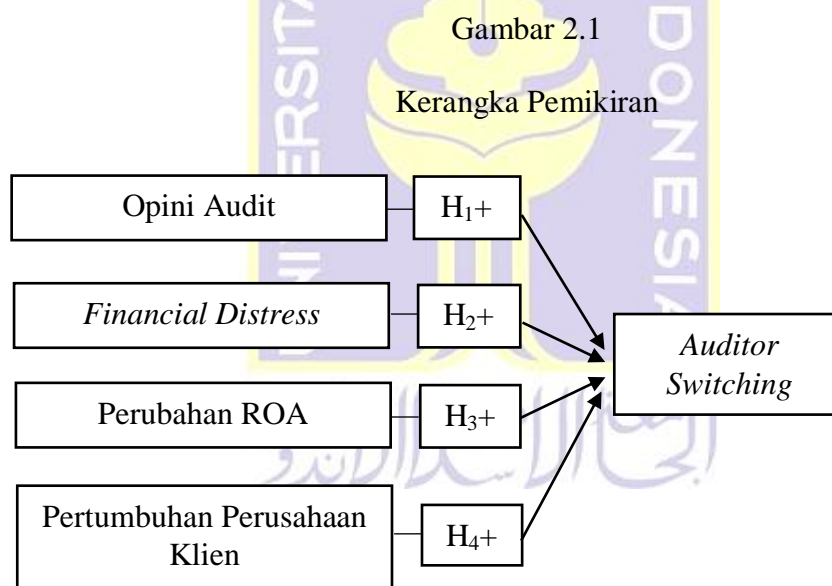 Gambar 2.1
Kerangka Pemikiran
Opini Audit
H₁+
Financial Distress
H₂+
Auditor
Switching
Perubahan ROA
H₃+
Pertumbuhan Perusahaan
Klien
H₄+